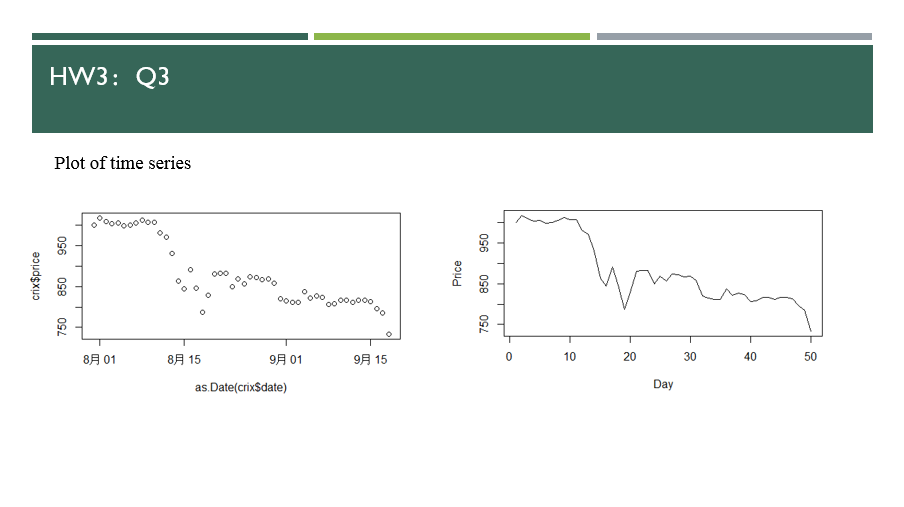 HW3：Q3
Plot of time series
crix$price
950
850
750
8月 01
8月 15
9月 01
9月 15
as.Date(crix$date)
Price
950
850
750
0
10
20
30
40
50
Day